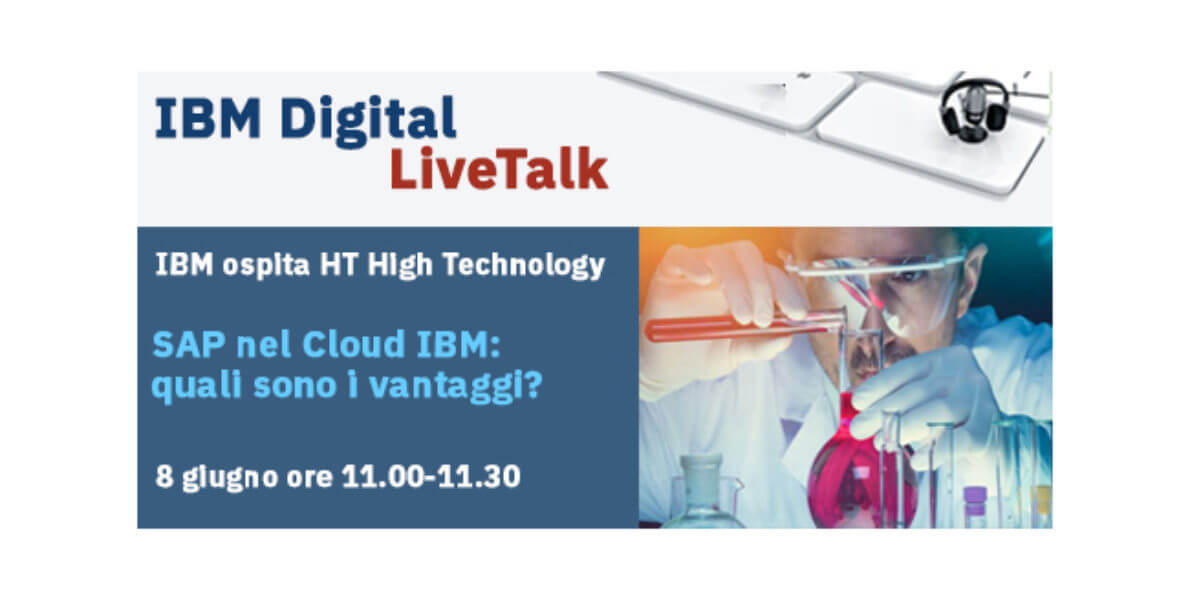 IBM Digital
LiveTalk
IBM ospita HT High Technology
SAP nel Cloud IBM:
quali sono i vantaggi?
8 giugno ore 11.00-11.30